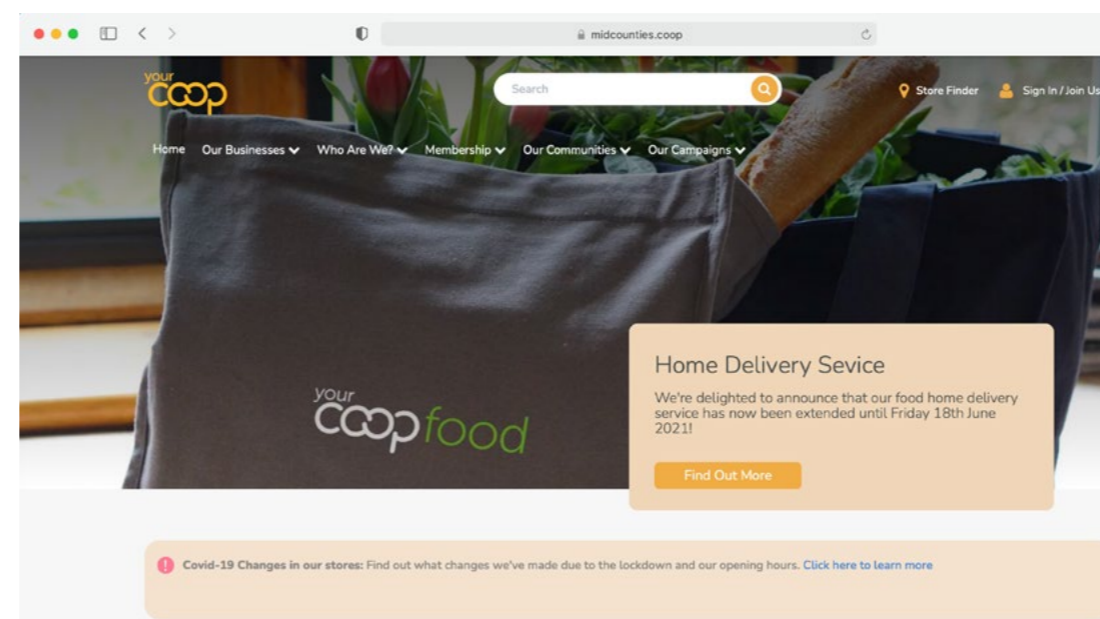 midcounties.coop
your
coop
Search
Store Finder
Sign In / Join Us
Home
Our Businesses
Who Are We?
Membership
Our Communities
Our Campaigns
your
coop food
Home Delivery Sevice
We're delighted to announce that our food home delivery
service has now been extended until Friday 18th June
2021!
Find Out More
Covid-19 Changes in our stores: Find out what changes we've made due to the lockdown and our opening hours. Click here to learn more